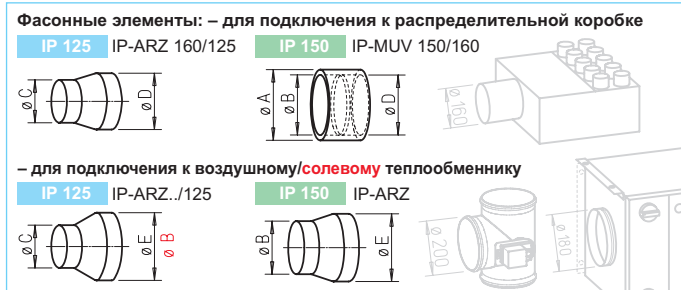 Фасонные элементы: – для подключения к распределительной коробке
IP 125 IP-ARZ 160/125 IP 150 IP-MUV 150/160
ø C ø D ø A ø B ø D ø 160
– для подключения к воздушному/солевому теплообменнику
IP 125 IP-ARZ../125 IP 150 IP-ARZ
ø C ø E ø B ø B ø E ø 200 ø 180